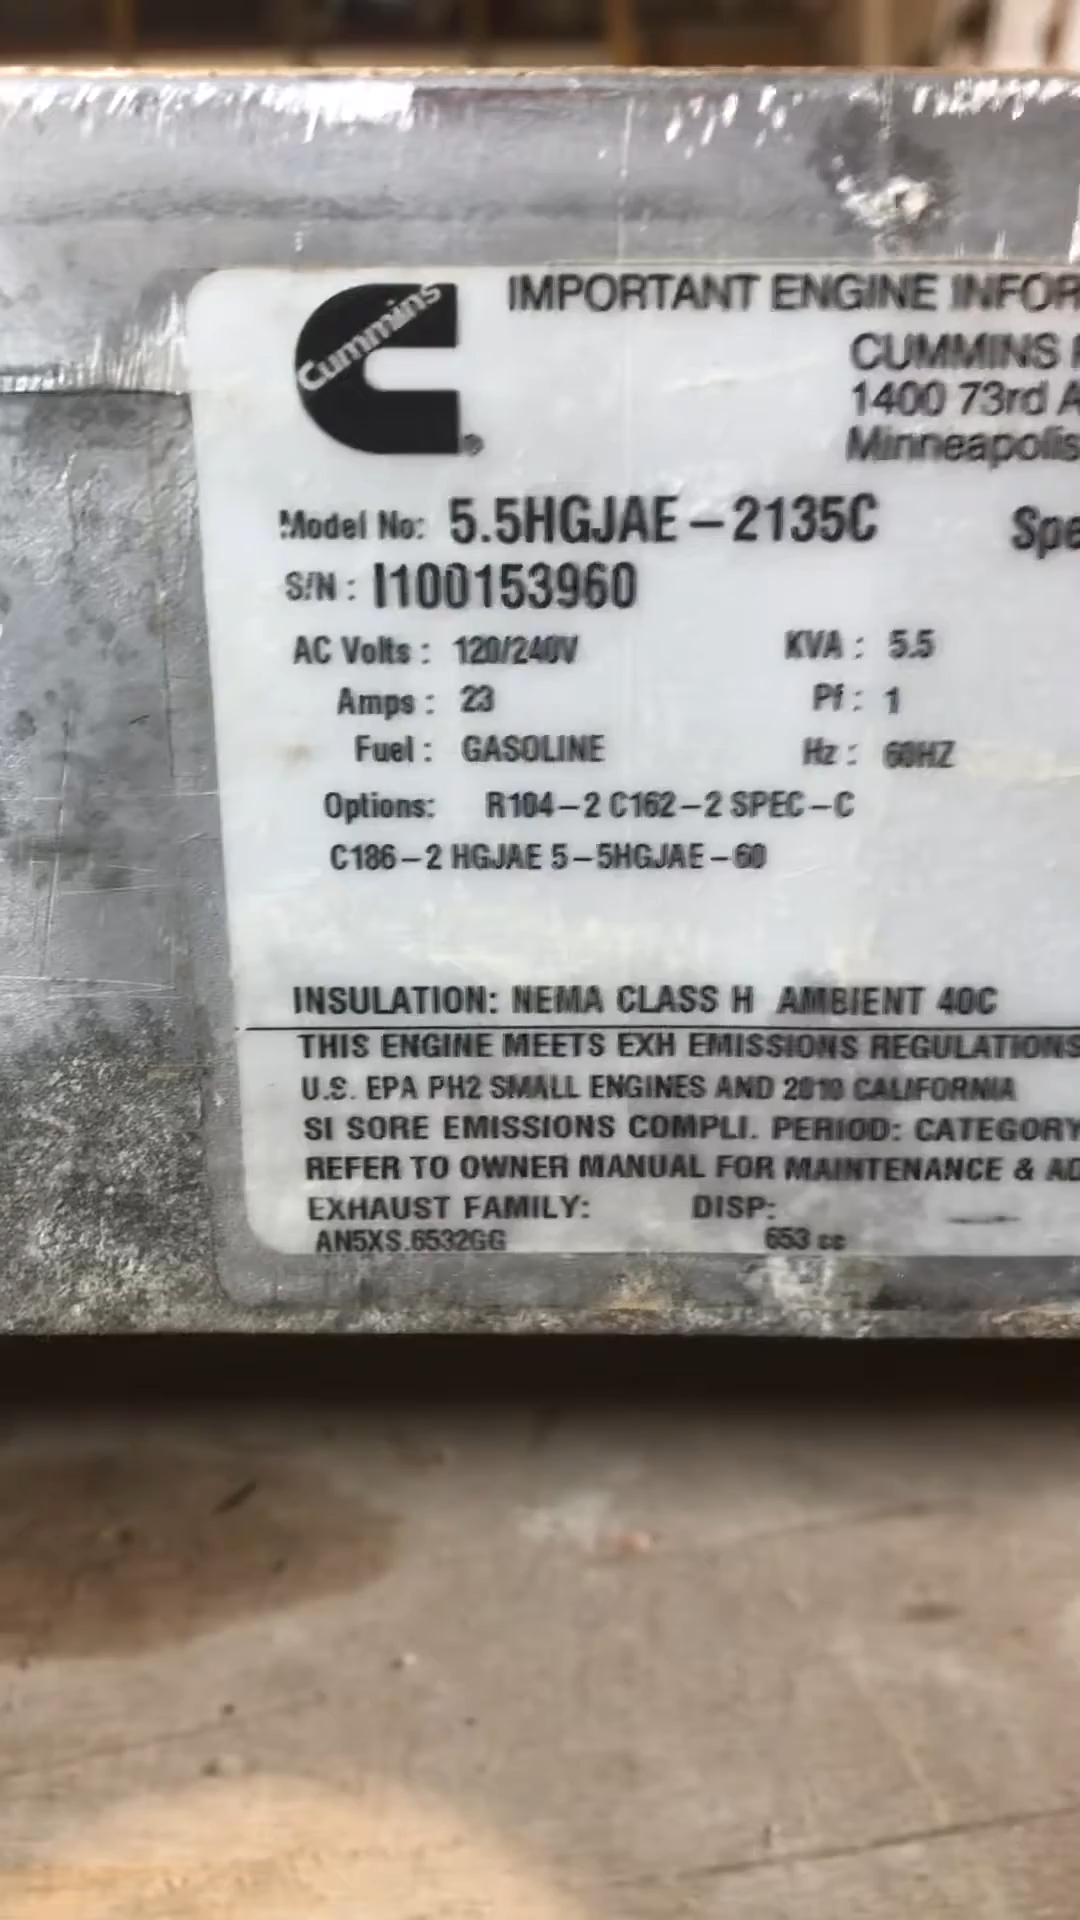 Cummins
IMPORTANT ENGINE INFOR
CUMMINS
1400 73rd A
Minneapolis
Model No: 5.5HGJAE-2135C Spe
S/N: I100153960
AC Volts: 120/240V KVA: 5.5
Amps: 23 Pf: 1
Fuel: GASOLINE Hz: 60HZ
Options: R104-2 C162-2 SPEC-C
C186-2 HGJAE 5-5HGJAE-60
INSULATION: NEMA CLASS H AMBIENT 40C
THIS ENGINE MEETS EXH EMISSIONS REGULATIONS
U.S. EPA PH2 SMALL ENGINES AND 2010 CALIFORNIA
SI SORE EMISSIONS COMPLI. PERIOD: CATEGORY
REFER TO OWNER MANUAL FOR MAINTENANCE & AD
EXHAUST FAMILY: DISP:
AN5XS.6532GG 653 cc